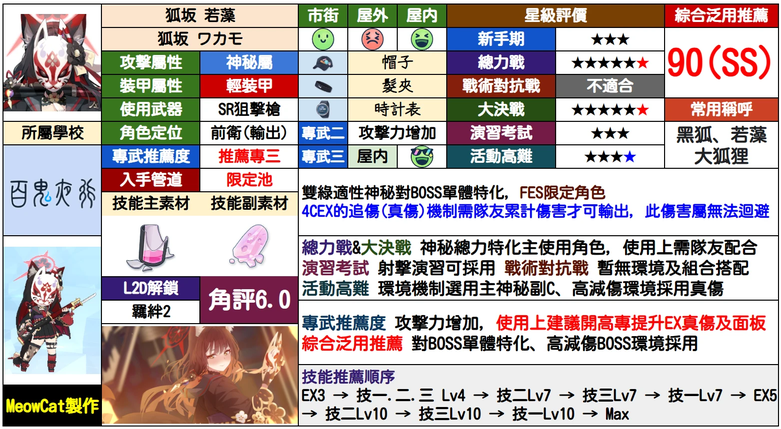 狐坂 若藻
狐坂 ワカモ
攻擊屬性 神秘屬
裝甲屬性 輕裝甲
使用武器 SR狙擊槍
角色定位 前衛(輸出)
所屬學校
專武推薦度 推薦專三
入手管道 限定池
百鬼夜行
技能主素材 技能副素材
L2D解鎖
羈絆2
角評6.0
MeowCat製作
市街 屋外 屋內
帽子
髮夾
時計表
專武二 攻擊力增加
專武三 屋內
星級評價
新手期 ★★★
總力戰 ★★★★★★
戰術對抗戰 不適合
大決戰 ★★★★★★
演習考試 ★★★
活動高難 ★★★★
綜合泛用推薦
90(SS)
常用稱呼
黑狐、若藻
大狐狸
雙綠適性神秘對BOSS單體特化，FES限定角色
4CEX的追傷(真傷)機制需隊友累計傷害才可輸出，此傷害屬無法迴避
總力戰&大決戰 神秘總力特化主使用角色，使用上需隊友配合
演習考試 射擊演習可採用 戰術對抗戰 暫無環境及組合搭配
活動高難 環境機制選用主神秘副C、高減傷環境採用真傷
專武推薦度 攻擊力增加，使用上建議開高專提升EX真傷及面板
綜合泛用推薦 對BOSS單體特化、高減傷BOSS環境採用
技能推薦順序
EX3 → 技一.二.三 Lv4 → 技二Lv7 → 技三Lv7 → 技一Lv7 → EX5
→ 技二Lv10 → 技三Lv10 → 技一Lv10 → Max